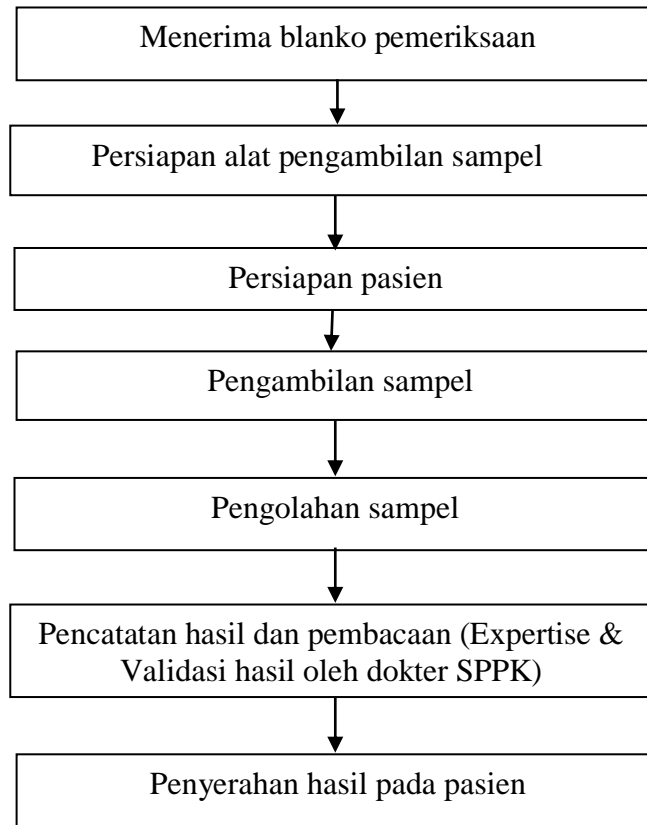 Menerima blanko pemeriksaan
Persiapan alat pengambilan sampel
Persiapan pasien
Pengambilan sampel
Pengolahan sampel
Pencatatan hasil dan pembacaan (Expertise &
Validasi hasil oleh dokter SPPK)
Penyerahan hasil pada pasien